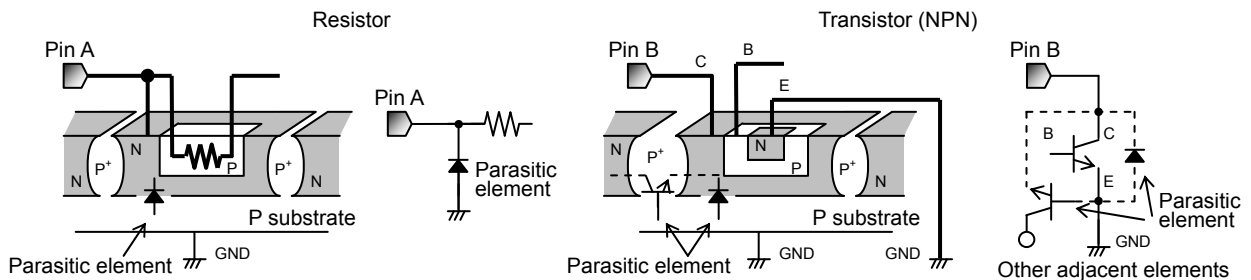 Resistor
Pin A
N
P+
N
P
P+
N
P substrate
Parasitic element
GND
Pin A
Parasitic
element
Transistor (NPN)
Pin B
C
B
E
N
P+
N
P
P+
N
P substrate
Parasitic element
GND
GND
Pin B
B
C
E
Parasitic
element
GND
Other adjacent elements